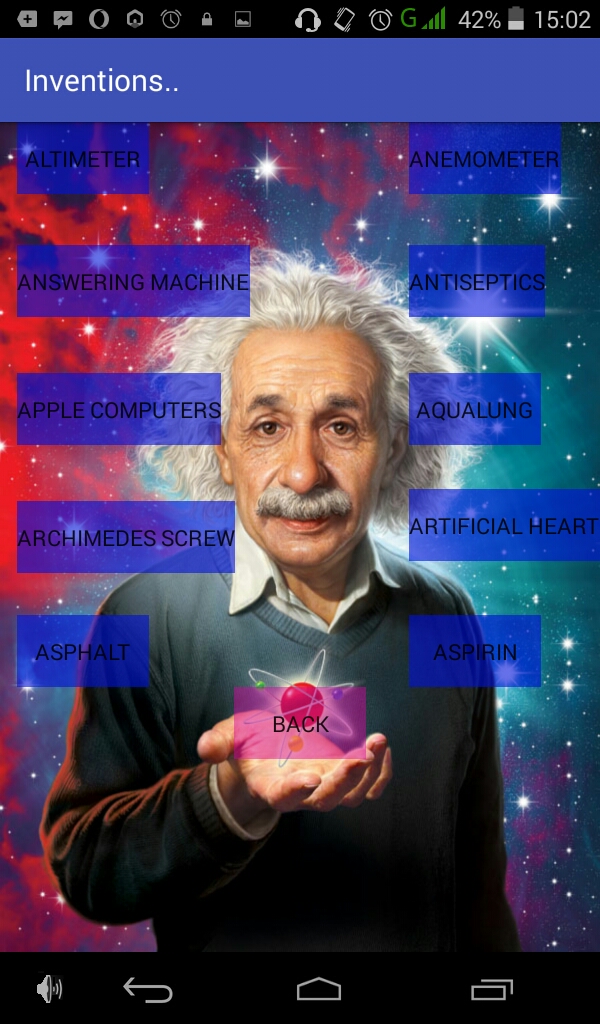 G 42% 15:02
Inventions..
ALTIMETER ANEMOMETER
ANSWERING MACHINE ANTISEPTICS
APPLE COMPUTERS AQUALUNG
ARCHIMEDES SCREW ARTIFICIAL HEART
ASPHALT ASPIRIN
BACK